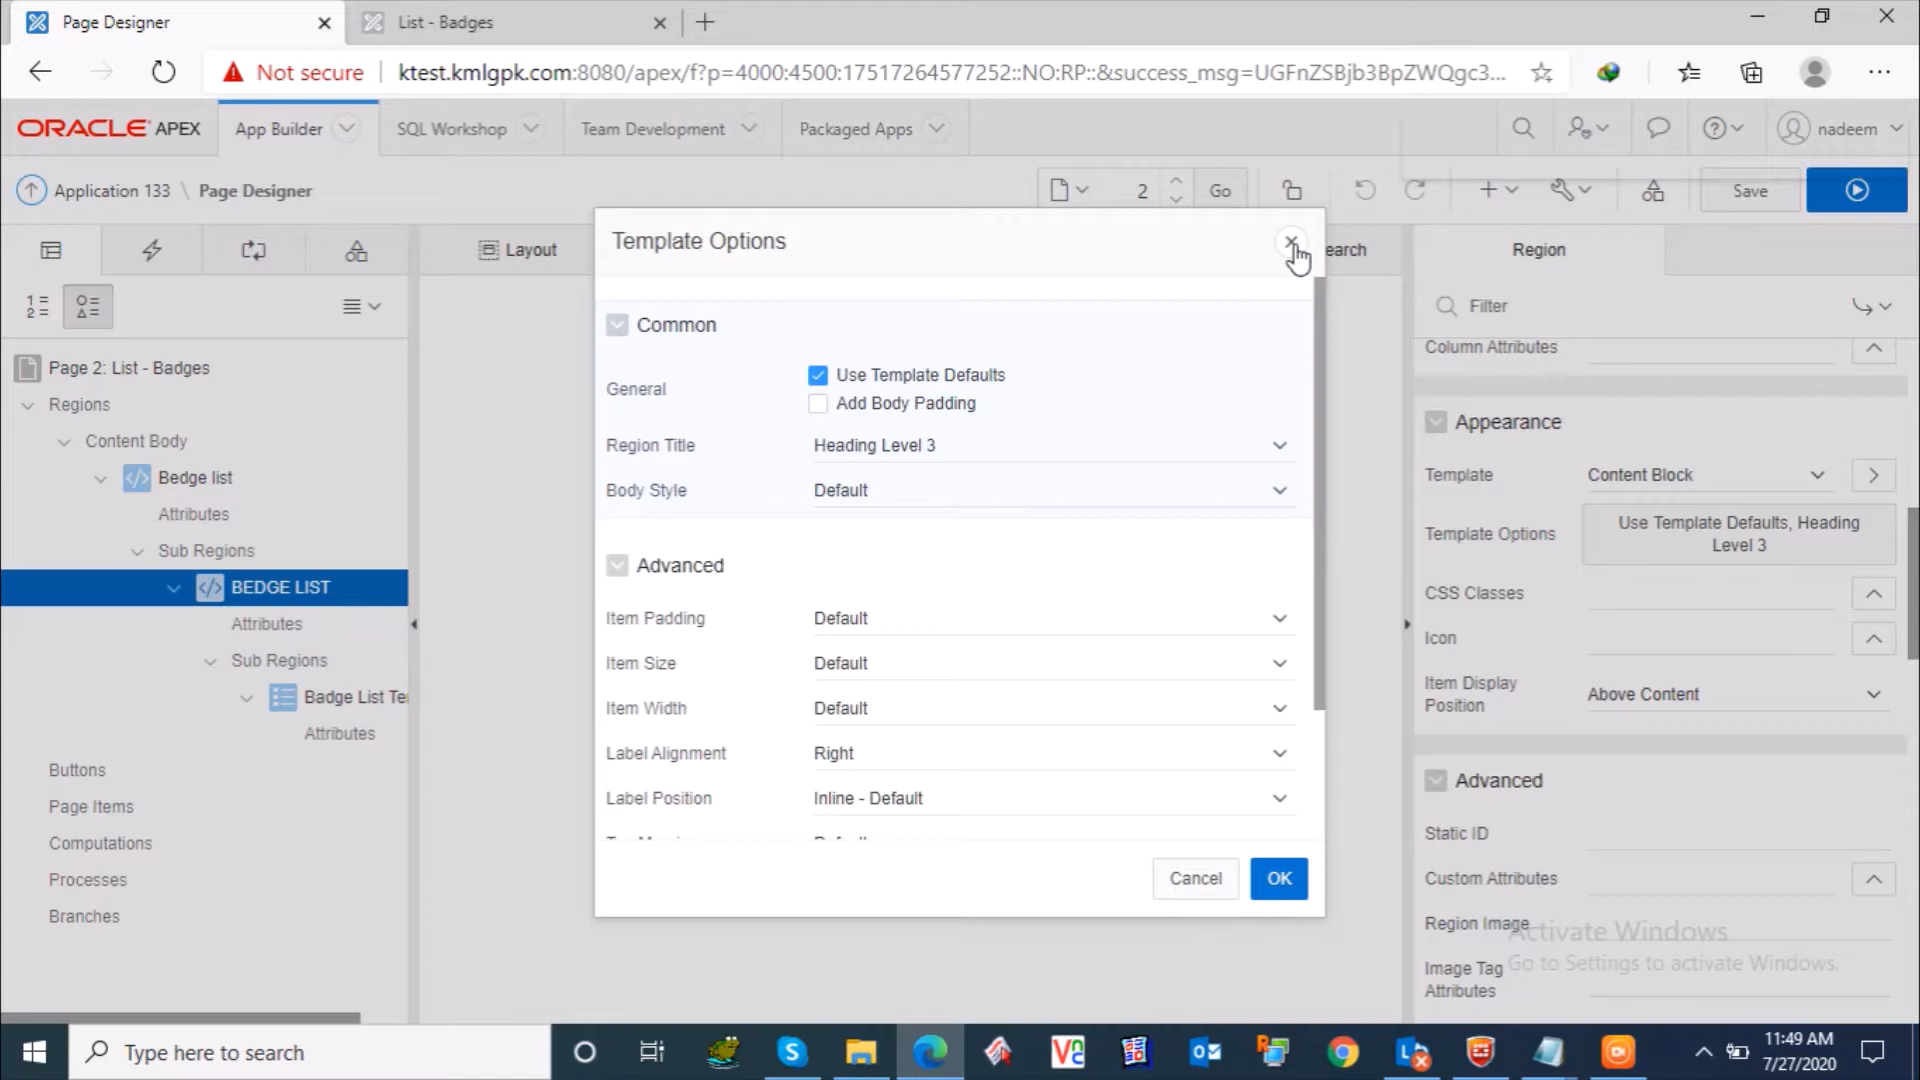 Page Designer
List - Badges
Not secure
ktest.kmlgpk.com:8080/apex/f?p=4000:4500:17517264577252::NO:RP::&success_msg=UGFnZSBjb3BpZWQgc3...
ORACLE APEX
App Builder
SQL Workshop
Team Development
Packaged Apps
nadeem
Application 133 \ Page Designer
2
Go
Save
Layout
earch
Region
Template Options
Filter
Column Attributes
Page 2: List - Badges
Regions
Content Body
Bedge list
Attributes
Sub Regions
BEDGE LIST
Attributes
Sub Regions
Badge List Te
Attributes
Buttons
Page Items
Computations
Processes
Branches
Common
General
Use Template Defaults
Add Body Padding
Region Title
Heading Level 3
Body Style
Default
Advanced
Item Padding
Default
Item Size
Default
Item Width
Default
Label Alignment
Right
Label Position
Inline - Default
Cancel
OK
Appearance
Template
Content Block
Template Options
Use Template Defaults, Heading
Level 3
CSS Classes
Icon
Item Display
Position
Above Content
Advanced
Static ID
Custom Attributes
Region Image
Image Tag
Attributes
Activate Windows
Go to Settings to activate Windows.
Type here to search
11:49 AM
7/27/2020